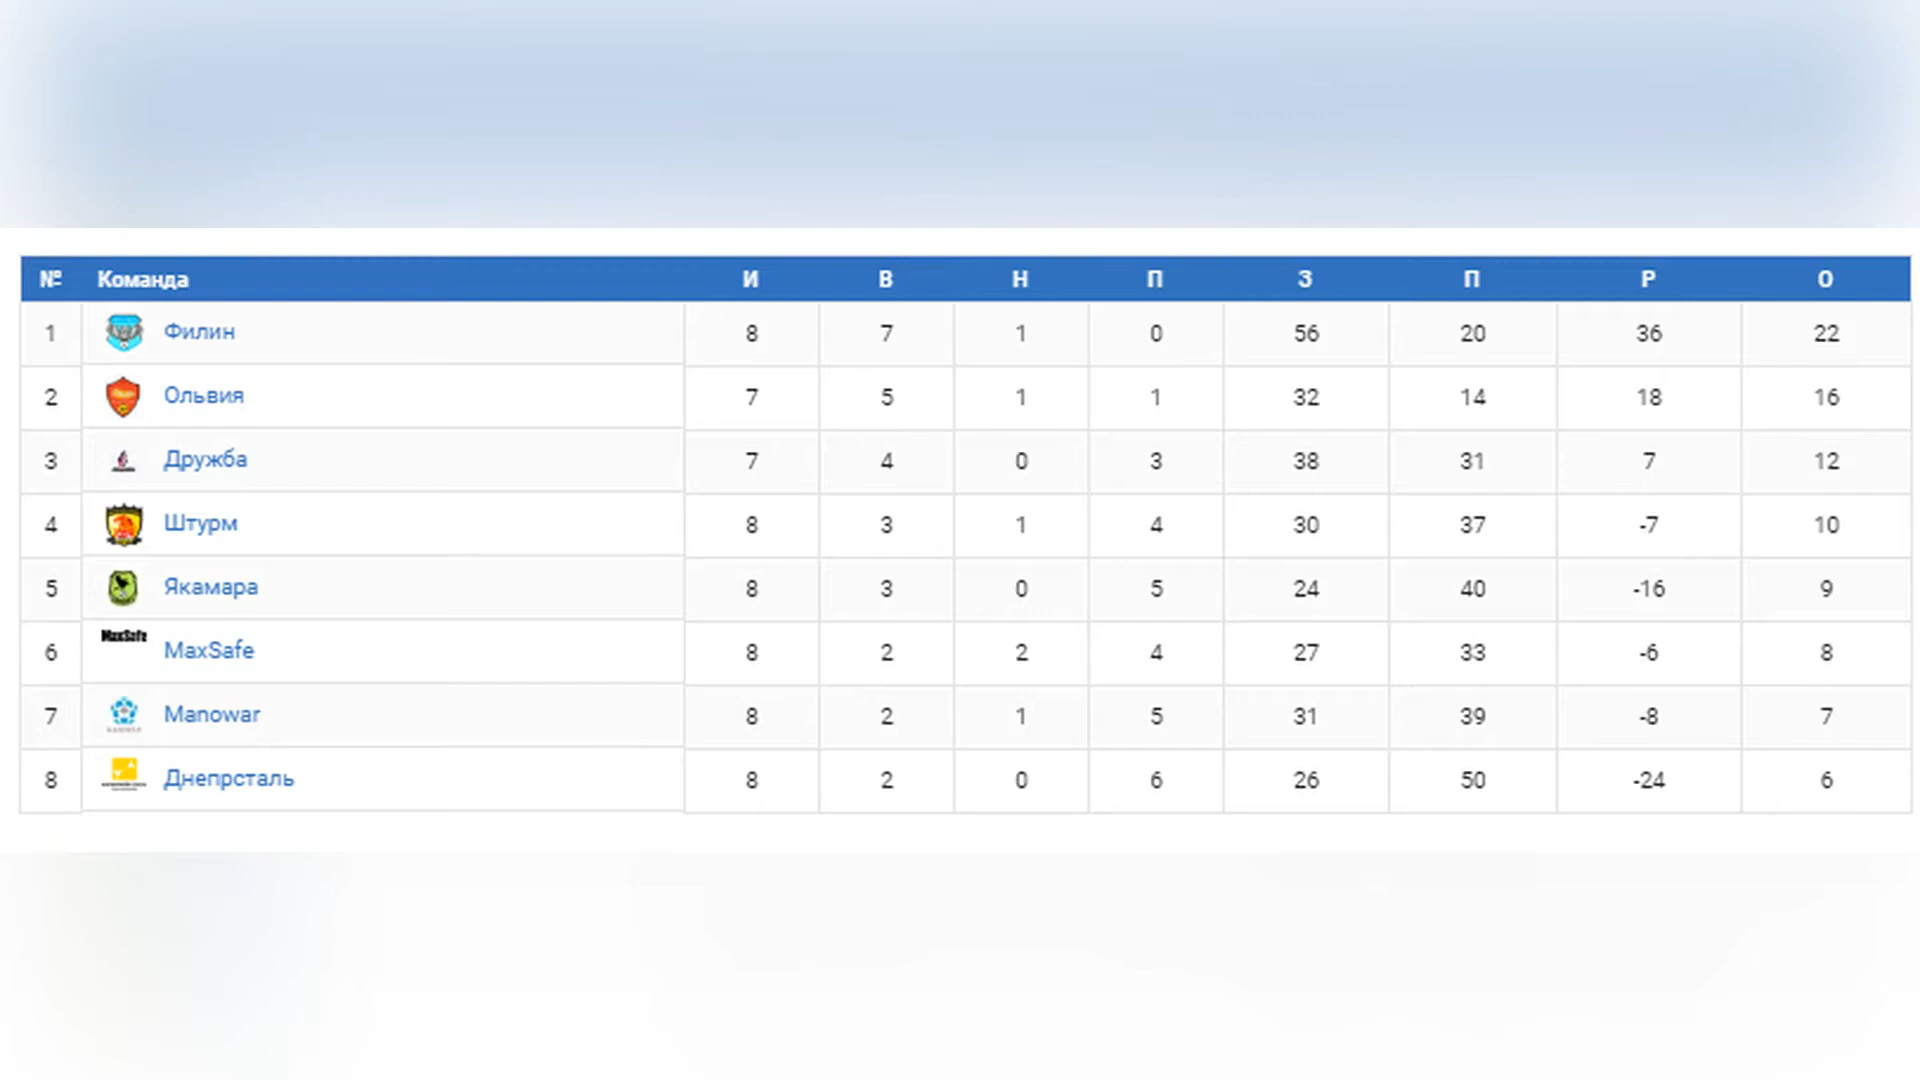 № Команда И В Н П З П Р О
1 Филин 8 7 1 0 56 20 36 22
2 Ольвия 7 5 1 1 32 14 18 16
3 Дружба 7 4 0 3 38 31 7 12
4 Штурм 8 3 1 4 30 37 -7 10
5 Якамара 8 3 0 5 24 40 -16 9
6 MaxSafe MaxSafe 8 2 2 4 27 33 -6 8
7 Manowar 8 2 1 5 31 39 -8 7
8 Днепрсталь 8 2 0 6 26 50 -24 6